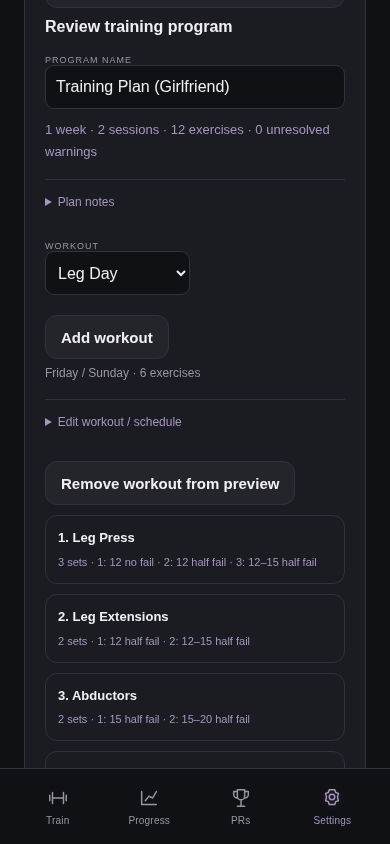 Review training program
PROGRAM NAME
Training Plan (Girlfriend)
1 week · 2 sessions · 12 exercises · 0 unresolved
warnings
Plan notes
WORKOUT
Leg Day
Add workout
Friday / Sunday · 6 exercises
Edit workout / schedule
Remove workout from preview
1. Leg Press
3 sets · 1: 12 no fail · 2: 12 half fail · 3: 12–15 half fail
2. Leg Extensions
2 sets · 1: 12 half fail · 2: 12–15 half fail
3. Abductors
2 sets · 1: 15 half fail · 2: 15–20 half fail
Train
Progress
PRs
Settings